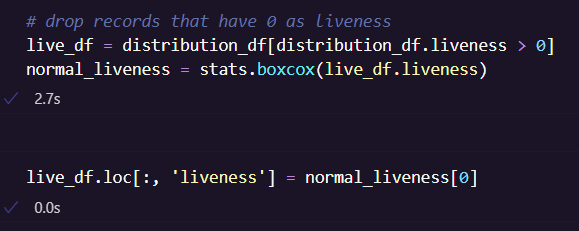 # drop records that have 0 as liveness
live_df = distribution_df[distribution_df.liveness > 0]
normal_liveness = stats.boxcox(live_df.liveness)
2.7s
live_df.loc[:, 'liveness'] = normal_liveness[0]
0.0s